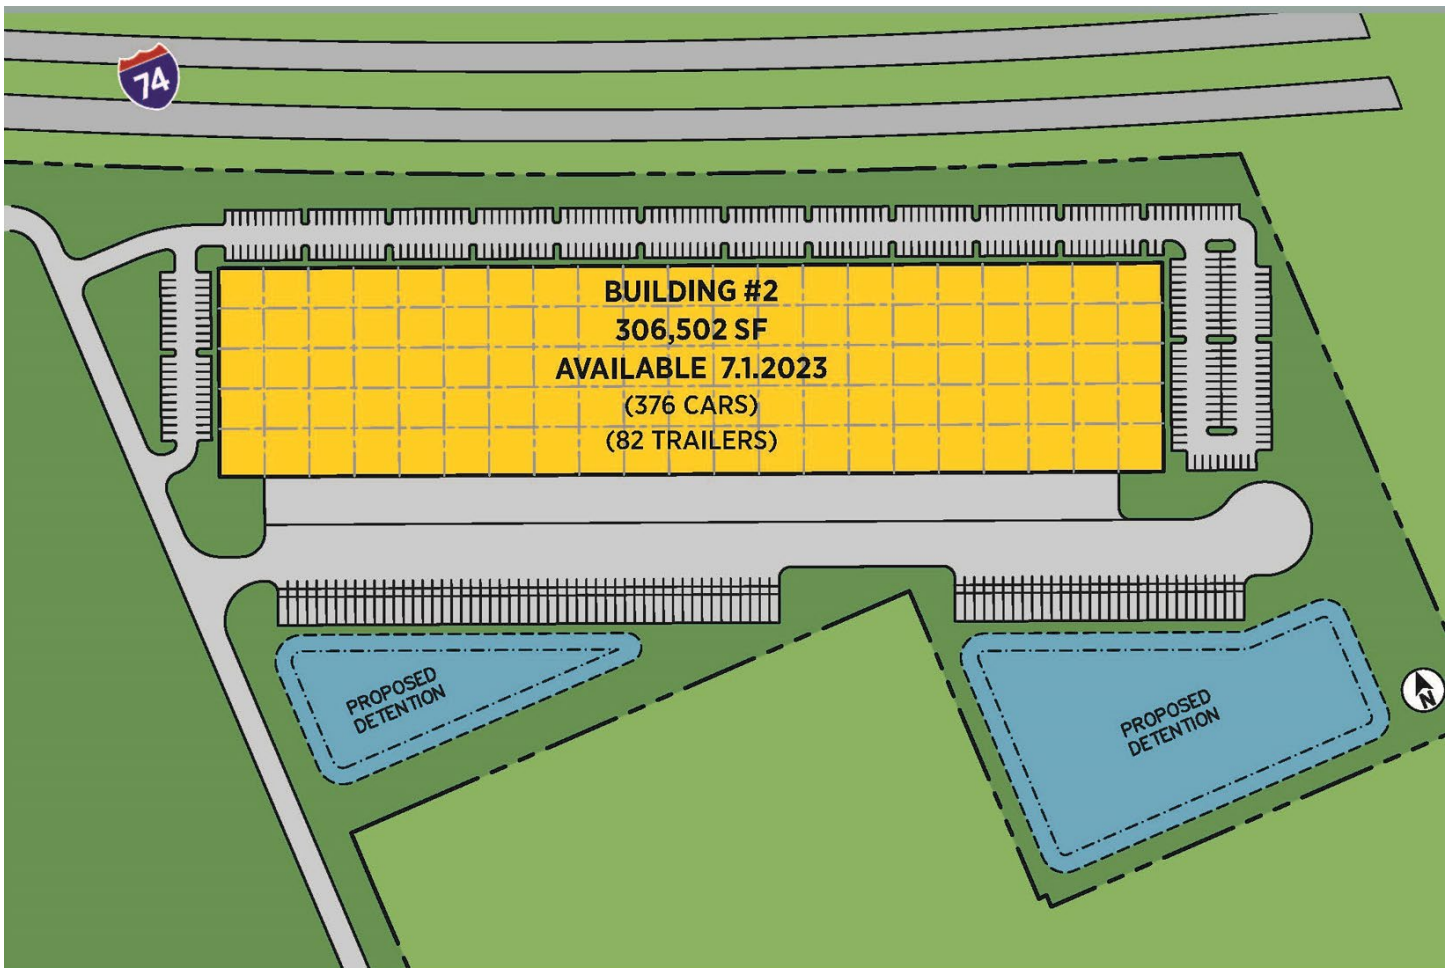 74
BUILDING #2
306,502 SF
AVAILABLE 7.1.2023
(376 CARS)
(82 TRAILERS)
PROPOSED
DETENTION
PROPOSED
DETENTION
N